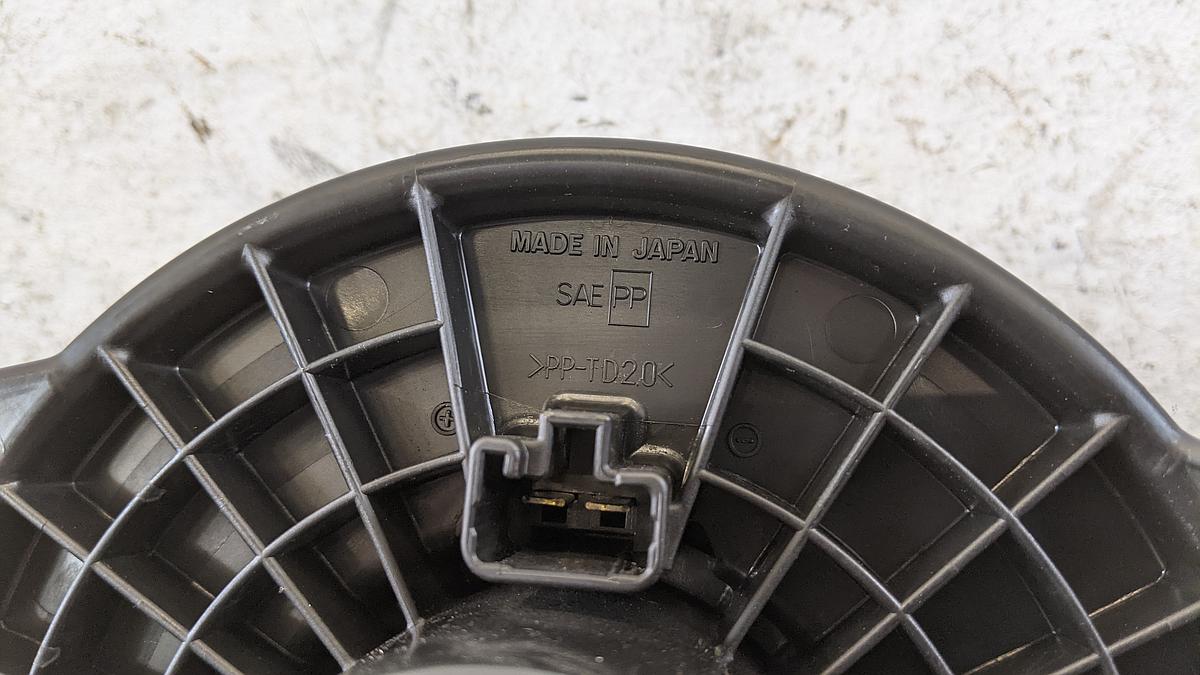 MADE IN JAPAN
SAE PP
>PP-TD20<
+ -